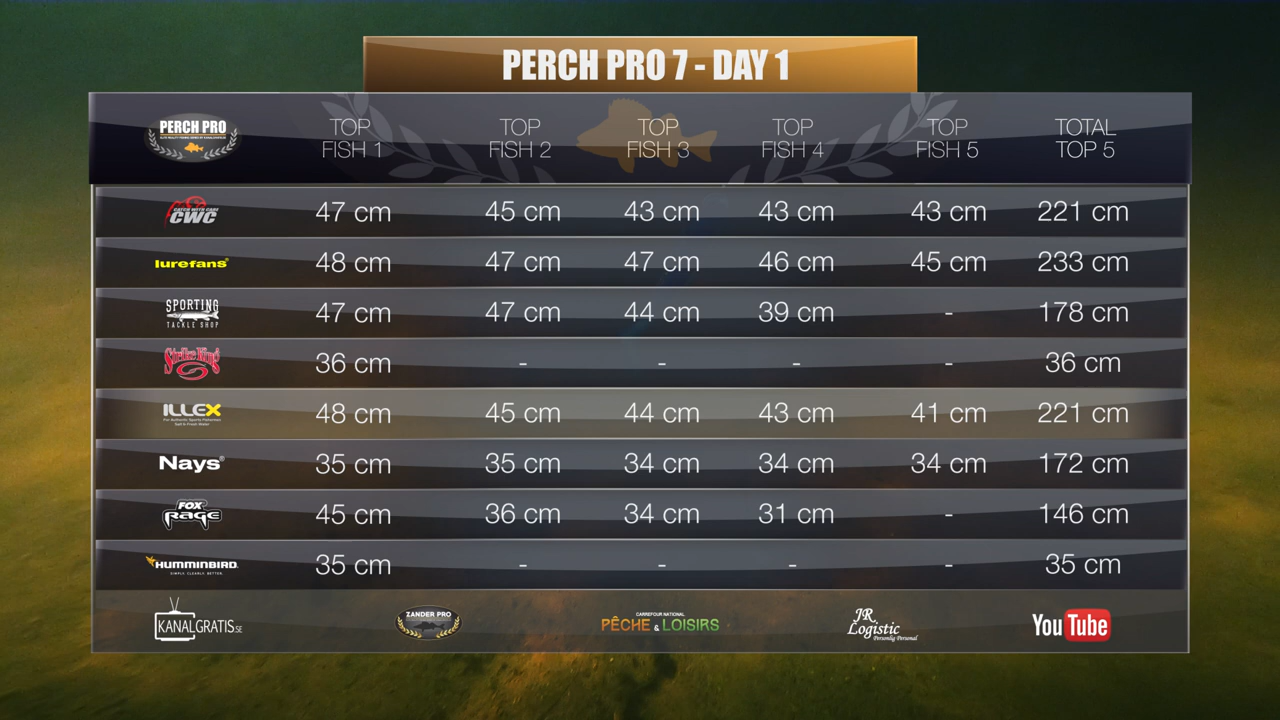 PERCH PRO 7 - DAY 1
PERCH PRO
TOP FISH 1 TOP FISH 2 TOP FISH 3 TOP FISH 4 TOP FISH 5 TOTAL TOP 5
CATCH WITH CARE
CWC 47 cm 45 cm 43 cm 43 cm 43 cm 221 cm
lurefans® 48 cm 47 cm 47 cm 46 cm 45 cm 233 cm
SPORTING
TACKLE SHOP 47 cm 47 cm 44 cm 39 cm - 178 cm
Strike King 36 cm - - - - 36 cm
ILLEX 48 cm 45 cm 44 cm 43 cm 41 cm 221 cm
Nays® 35 cm 35 cm 34 cm 34 cm 34 cm 172 cm
FOX
RAGE 45 cm 36 cm 34 cm 31 cm - 146 cm
HUMMINBIRD 35 cm - - - - 35 cm
SIMPLY. CLEARLY. BETTER.
KANALGRATIS.SE
ZANDER PRO
CARREFOUR NATIONAL
PÊCHE & LOISIRS
JR
Logistic
Personlig Personal
YouTube